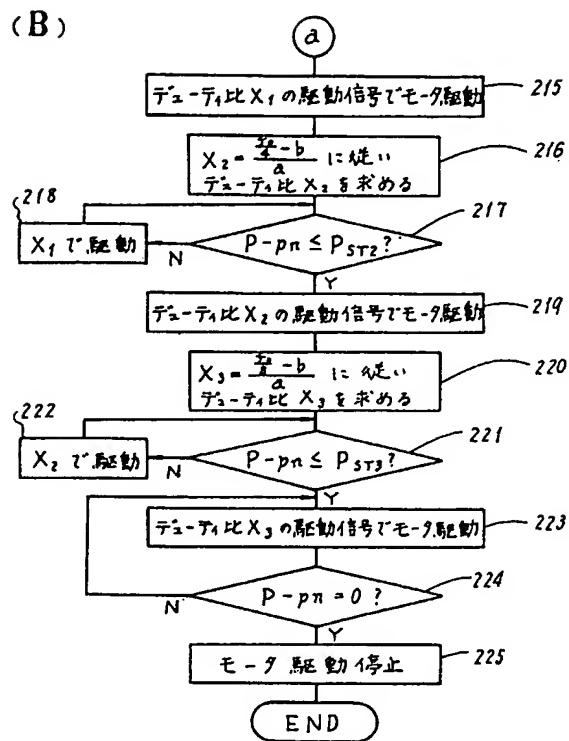 (B)
a
デューティ比X₁の駆動信号でモータ駆動
215
X₂ = -b / a に従い
デューティ比X₂を求める
216
218
217
X₁で駆動
N
P-pn ≤ P_ST2?
Y
デューティ比X₂の駆動信号でモータ駆動
219
X₃ = -b / a に従い
デューティ比X₃を求める
220
222
221
X₂で駆動
N
P-pn ≤ P_ST3?
Y
デューティ比X₃の駆動信号でモータ駆動
223
224
N
P-pn=0?
Y
モータ駆動停止
225
END